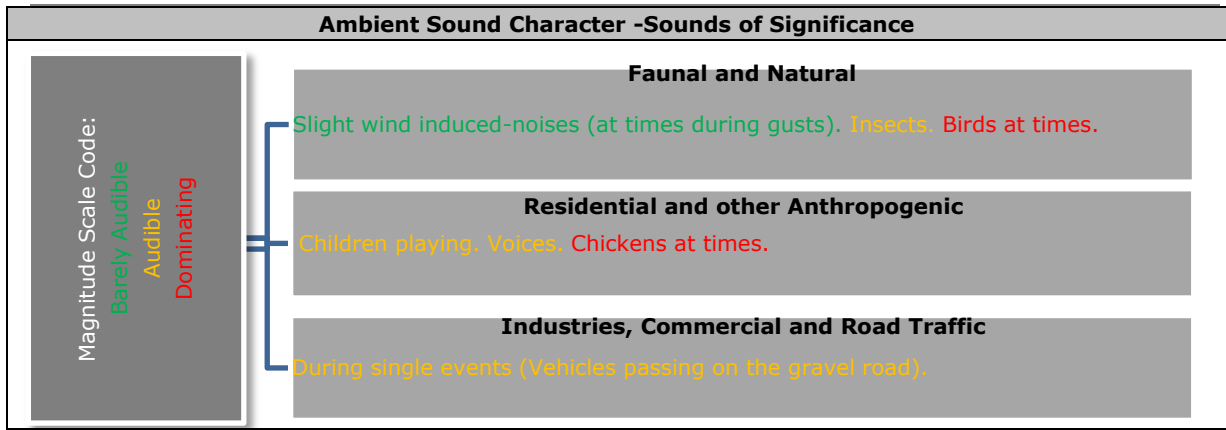 Ambient Sound Character -Sounds of Significance
Magnitude Scale Code:
Barely Audible
Audible
Dominating
Faunal and Natural
Slight wind induced-noises (at times during gusts). Insects. Birds at times.
Residential and other Anthropogenic
Children playing. Voices. Chickens at times.
Industries, Commercial and Road Traffic
During single events (Vehicles passing on the gravel road).